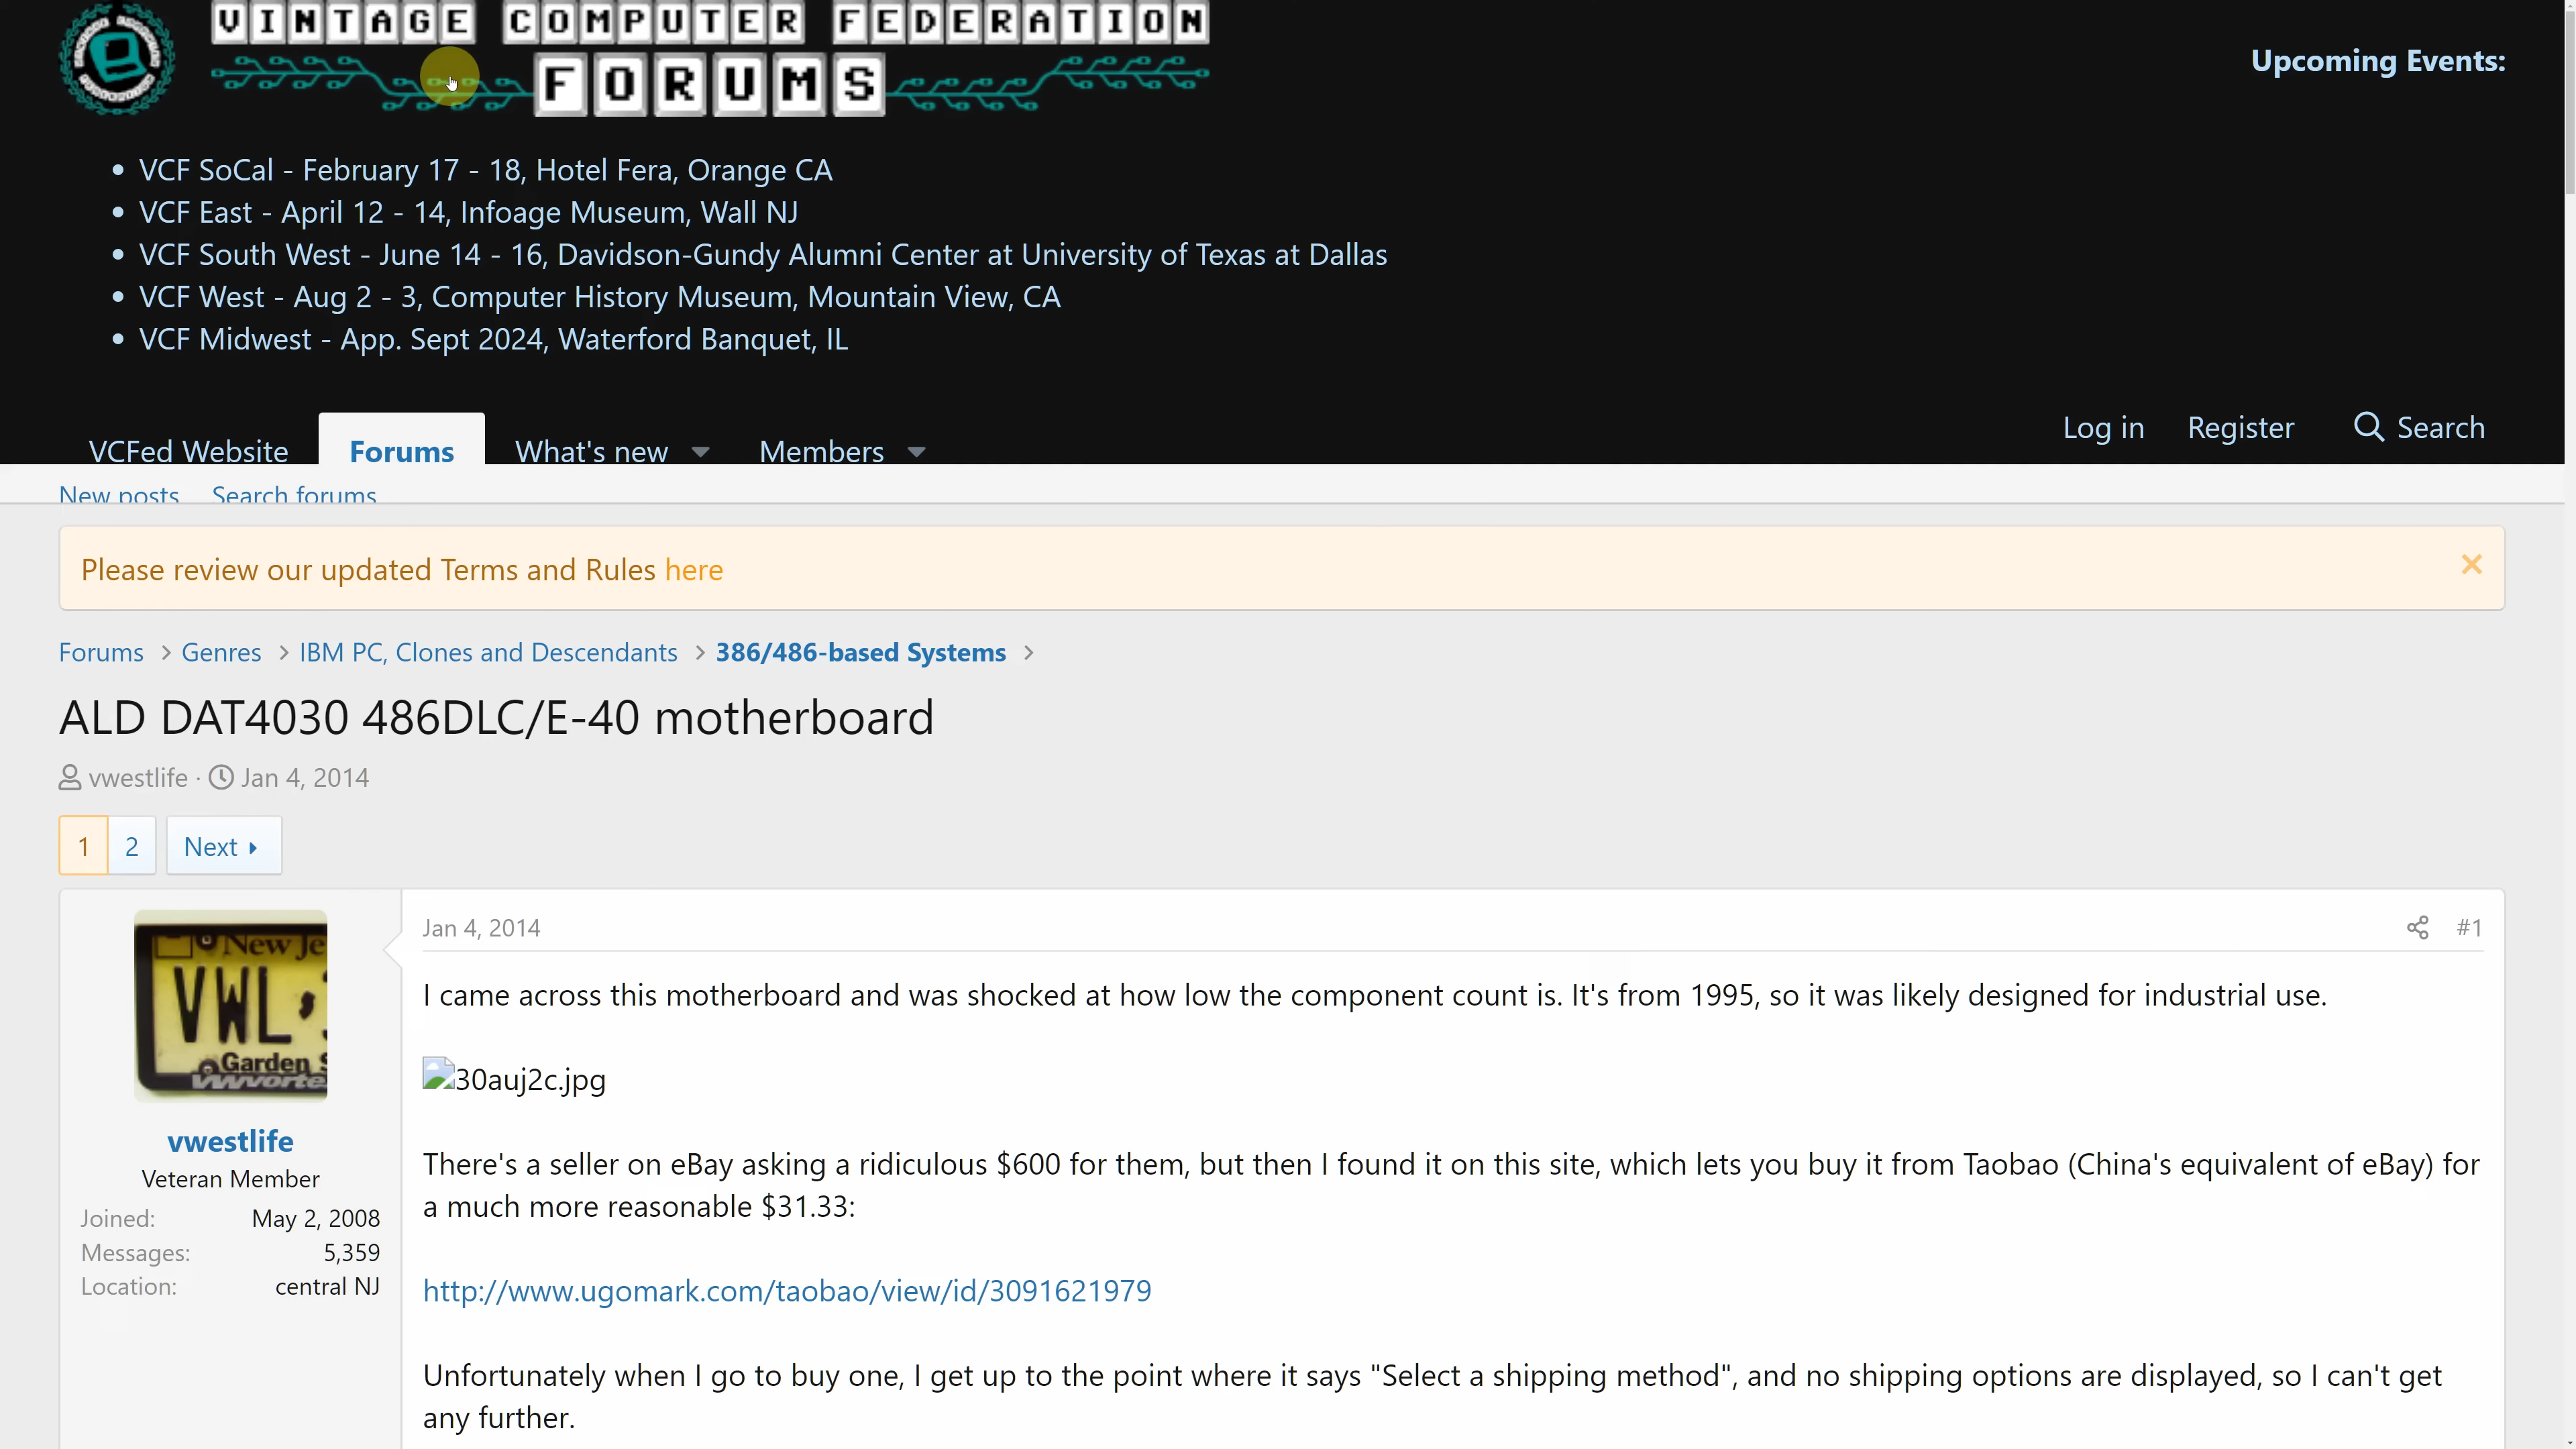 VINTAGE COMPUTER FEDERATION
FORUMS
Upcoming Events:
• VCF SoCal - February 17 - 18, Hotel Fera, Orange CA
• VCF East - April 12 - 14, Infoage Museum, Wall NJ
• VCF South West - June 14 - 16, Davidson-Gundy Alumni Center at University of Texas at Dallas
• VCF West - Aug 2 - 3, Computer History Museum, Mountain View, CA
• VCF Midwest - App. Sept 2024, Waterford Banquet, IL
VCFed Website Forums What's new Members Log in Register Search
New posts Search forums
Please review our updated Terms and Rules here
Forums > Genres > IBM PC, Clones and Descendants > 386/486-based Systems >
ALD DAT4030 486DLC/E-40 motherboard
vwestlife · Jan 4, 2014
1 2 Next
New Je
VWL
Garden S
vwvorte
vwestlife
Veteran Member
Joined: May 2, 2008
Messages: 5,359
Location: central NJ
Jan 4, 2014 #1
I came across this motherboard and was shocked at how low the component count is. It's from 1995, so it was likely designed for industrial use.
30auj2c.jpg
There's a seller on eBay asking a ridiculous $600 for them, but then I found it on this site, which lets you buy it from Taobao (China's equivalent of eBay) for
a much more reasonable $31.33:
http://www.ugomark.com/taobao/view/id/3091621979
Unfortunately when I go to buy one, I get up to the point where it says "Select a shipping method", and no shipping options are displayed, so I can't get
any further.